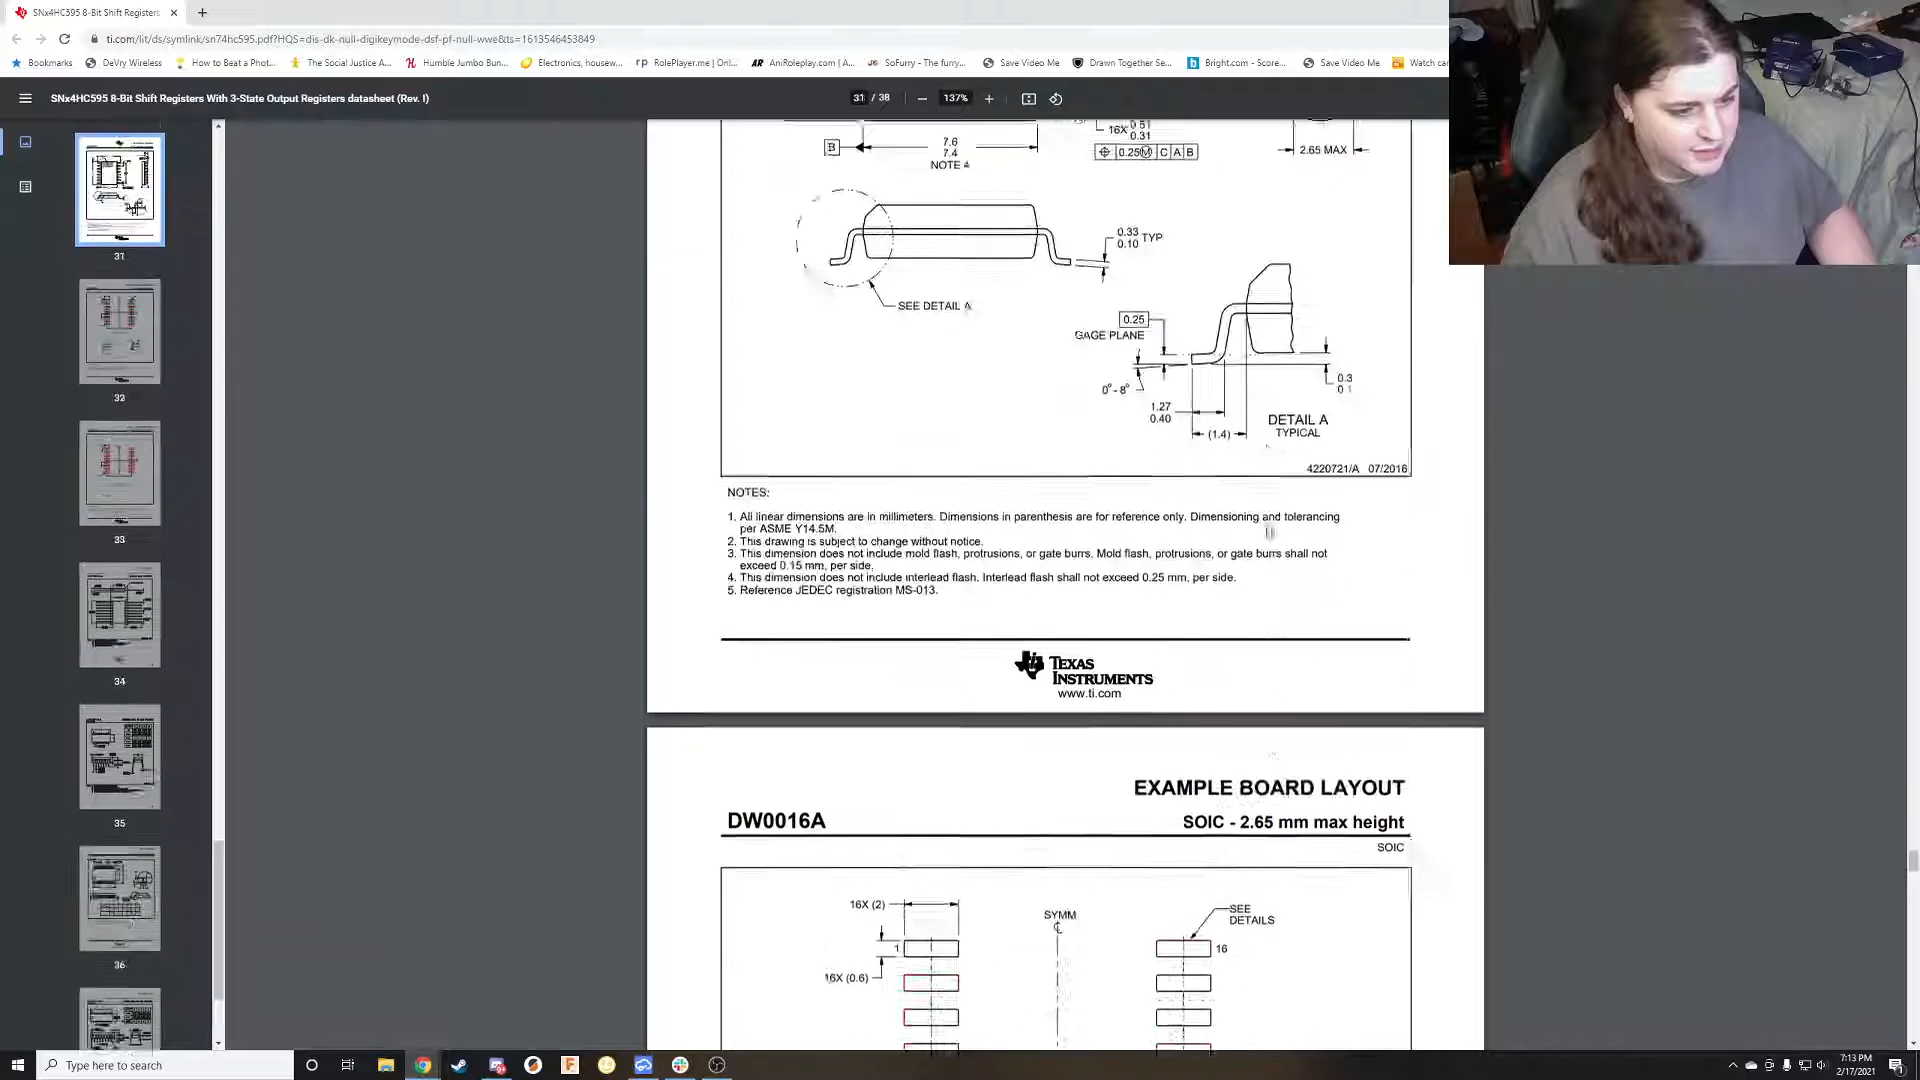 SNx4HC595 8-Bit Shift Registers
ti.com/lit/ds/symlink/sn74hc595.pdf?HQS=dis-dk-null-digikeymode-dsf-pf-null-wwe&ts=1613546453849
Bookmarks
DeVry Wireless
How to Beat a Phot...
The Social Justice A...
Humble Jumbo Bun...
Electronics, housew...
RolePlayer.me | Onl...
AniRoleplay.com | A...
SoFurry - The furry...
Save Video Me
Drawn Together Se...
Bright.com - Score...
Save Video Me
Watch car
SNx4HC595 8-Bit Shift Registers With 3-State Output Registers datasheet (Rev. I)
31 / 38
137%
31
32
33
34
35
36
B
7.6
7.4
NOTE 4
16X 0.51
0.31
0.25 M C A B
2.65 MAX
0.33
0.10 TYP
SEE DETAIL A
0.25
GAGE PLANE
0°-8°
1.27
0.40
(1.4)
0.3
0.1
DETAIL A
TYPICAL
4220721/A 07/2016
NOTES:
1. All linear dimensions are in millimeters. Dimensions in parenthesis are for reference only. Dimensioning and tolerancing
per ASME Y14.5M.
2. This drawing is subject to change without notice.
3. This dimension does not include mold flash, protrusions, or gate burrs. Mold flash, protrusions, or gate burrs shall not
exceed 0.15 mm, per side.
4. This dimension does not include interlead flash. Interlead flash shall not exceed 0.25 mm, per side.
5. Reference JEDEC registration MS-013.
TEXAS
INSTRUMENTS
www.ti.com
EXAMPLE BOARD LAYOUT
DW0016A
SOIC - 2.65 mm max height
SOIC
16X (2)
SYMM
SEE
DETAILS
1
16
16X (0.6)
Type here to search
7:13 PM
2/17/2021